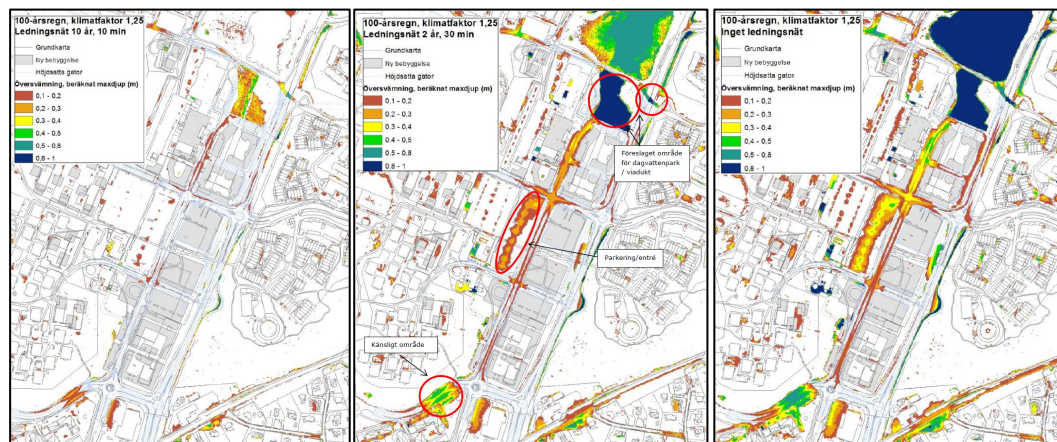 100-årsregn, klimatfaktor 1,25
Ledningsnät 10 år, 10 min
Grundkarta
Ny bebyggelse
Höjdsatta gator
Översvämning, beräknat maxdjup (m)
0,1 - 0,2
0,2 - 0,3
0,3 - 0,4
0,4 - 0,5
0,5 - 0,8
0,8 - 1
100-årsregn, klimatfaktor 1,25
Ledningsnät 2 år, 30 min
Grundkarta
Ny bebyggelse
Höjdsatta gator
Översvämning, beräknat maxdjup (m)
0,1 - 0,2
0,2 - 0,3
0,3 - 0,4
0,4 - 0,5
0,5 - 0,8
0,8 - 1
Föreslaget område
för dagvattenpark
/ viadukt
Parkering/entré
Känsligt område
100-årsregn, klimatfaktor 1,25
Inget ledningsnät
Grundkarta
Ny bebyggelse
Höjdsatta gator
Översvämning, beräknat maxdjup (m)
0,1 - 0,2
0,2 - 0,3
0,3 - 0,4
0,4 - 0,5
0,5 - 0,8
0,8 - 1